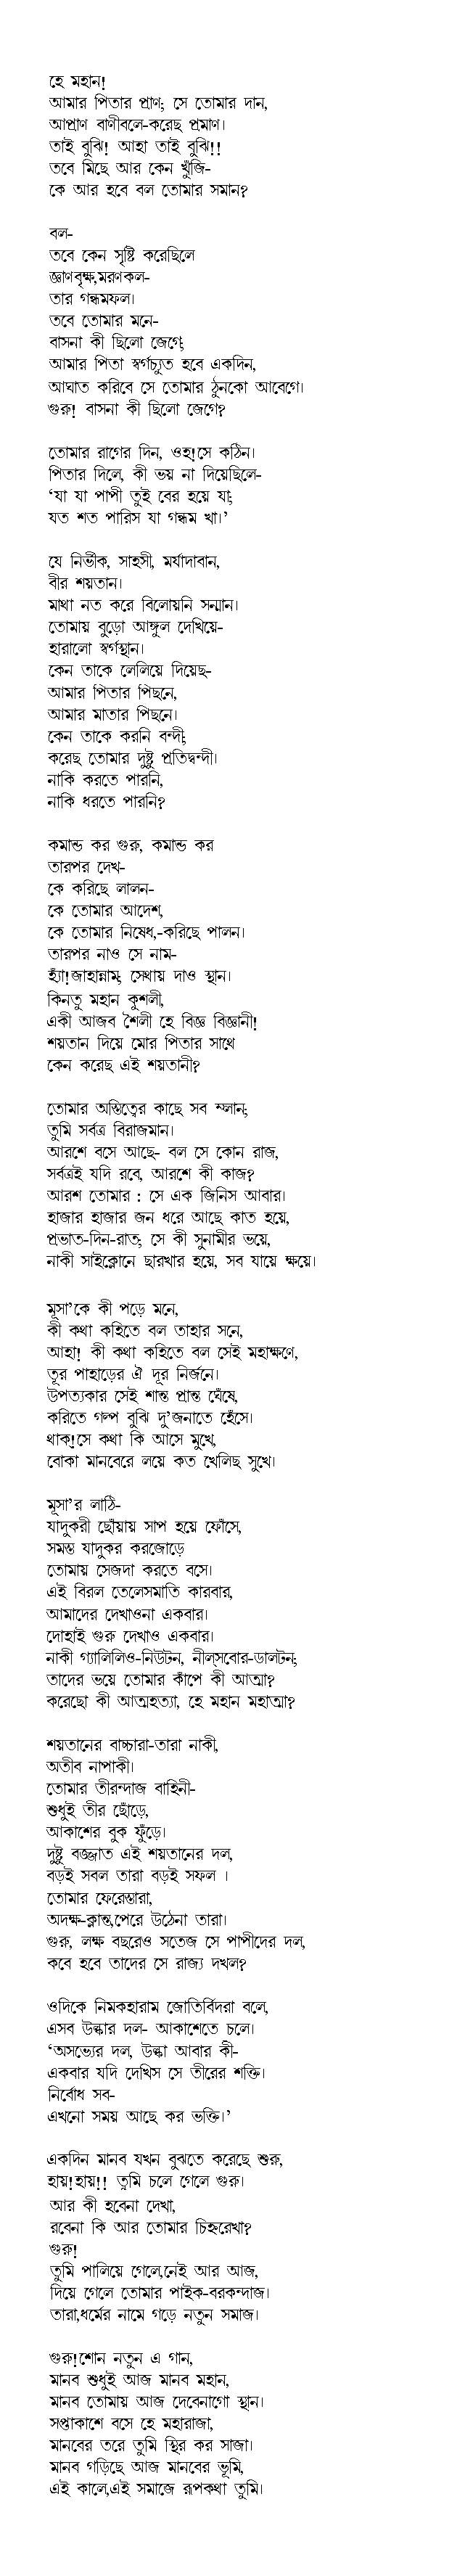 হে মহান!
আমার পিতার প্রাণ; সে তোমার দান,
আপ্রাণ বাণীবলে-করেছ প্রমাণ।
তাই বুঝি! আহা তাই বুঝি!!
তবে মিছে আর কেন খুঁজি-
কে আর হবে বল তোমার সমান?

বল-
তবে কেন সৃষ্টি করেছিলে
জ্ঞাণবৃক্ষ,মরণকল-
তার গন্ধমফল।
তবে তোমার মনে-
বাসনা কী ছিলো জেগে;
আমার পিতা স্বর্গচ্যুত হবে একদিন,
আঘাত করিবে সে তোমার ঠুনকো আবেগে।
গুরু! বাসনা কী ছিলো জেগে?

তোমার রাগের দিন, ওহ!সে কঠিন।
পিতার দিলে, কী ভয় না দিয়েছিলে-
‘যা যা পাপী তুই বের হয়ে যা;
যত শত পারিস যা গন্ধম খা।’

যে নির্ভীক, সাহসী, মর্যাদাবান,
বীর শয়তান।
মাথা নত করে বিলোয়নি সন্মান।
তোমায় বুড়ো আঙ্গুল দেখিয়ে-
হারালো স্বর্গস্থান।
কেন তাকে লেলিয়ে দিয়েছ-
আমার পিতার পিছনে,
আমার মাতার পিছনে।
কেন তাকে করনি বন্দী;
করেছ তোমার দুষ্টু প্রতিদ্বন্দী।
নাকি করতে পারনি,
নাকি ধরতে পারনি?

কমান্ড কর গুরু, কমান্ড কর
তারপর দেখ-
কে করিছে লালন-
কে তোমার আদেশ,
কে তোমার নিষেধ,-করিছে পালন।
তারপর নাও সে নাম-
হ্যাঁ!জাহান্নাম; সেথায় দাও স্থান।
কিনতু মহান কুশলী,
একী আজব শৈলী হে বিজ্ঞ বিজ্ঞানী!
শয়তান দিয়ে মোর পিতার সাথে
কেন করেছ এই শয়তানী?

তোমার অস্তিত্বের কাছে সব ম্লান;
তুমি সর্বত্র বিরাজমান।
আরশে বসে আছে- বল সে কোন রাজ,
সর্বত্রই যদি রবে, আরশে কী কাজ?
আরশ তোমার : সে এক জিনিস আবার।
হাজার হাজার জন ধরে আছে কাত হয়ে,
প্রভাত-দিন-রাত; সে কী সুনামীর ভয়ে,
নাকী সাইক্লোনে ছারখার হয়ে, সব যায়ে ক্ষয়ে।

মূসা’কে কী পড়ে মনে,
কী কথা কহিতে বল তাহার সনে,
আহা! কী কথা কহিতে বল সেই মহাক্ষণে,
তূর পাহাড়ের ঐ দূর নির্জনে।
উপত্যকার সেই শান্ত প্রান্ত ঘেঁষে,
করিতে গল্প বুঝি দু’জনাতে হেঁসে।
থাক!সে কথা কি আসে মুখে,
বোকা মানবেরে লয়ে কত খেলিছ সুখে।

মূসা’র লাঠি-
যাদুকরী ছোঁয়ায় সাপ হয়ে ফোঁসে,
সমস্ত যাদুকর করজোড়ে
তোমায় সেজদা করতে বসে।
এই বিরল তেলেসমাতি কারবার,
আমাদের দেখাওনা একবার।
দোহাই গুরু দেখাও একবার।
নাকী গ্যালিলিও-নিউটন, নীল্‌সবোর-ডালটন;
তাদের ভয়ে তোমার কাঁপে কী আত্মা?
করেছো কী আত্মহত্যা, হে মহান মহাত্মা?

শয়তানের বাচ্চারা-তারা নাকী,
অতীব নাপাকী।
তোমার তীরন্দাজ বাহিনী-
শুধুই তীর ছোঁড়ে,
আকাশের বুক ফুঁড়ে।
দুষ্টু বজ্জাত এই শয়তানের দল,
বড়ই সবল তারা বড়ই সফল ।
তোমার ফেরেস্তারা,
অদক্ষ-ক্লান্ত,পেরে উঠেনা তারা।
গুরু, লক্ষ বছরেও সতেজ সে পাপীদের দল,
কবে হবে তাদের সে রাজ্য দখল?

ওদিকে নিমকহারাম জোতির্বিদরা বলে,
এসব উল্কার দল- আকাশেতে চলে।
‘অসভ্যের দল, উল্কা আবার কী-
একবার যদি দেখিস সে তীরের শক্তি।
নির্বোধ সব-
এখনো সময় আছে কর ভক্তি।’

একদিন মানব যখন বুঝতে করেছে শুরু,
হায়!হায়!! তুমি চলে গেলে গুরু।
আর কী হবেনা দেখা,
রবেনা কি আর তোমার চিহ্নরেখা?
গুরু!
তুমি পালিয়ে গেলে,নেই আর আজ,
দিয়ে গেলে তোমার পাইক-বরকন্দাজ।
তারা,ধর্মের নামে গড়ে নতুন সমাজ।

গুরু!শোন নতুন এ গান,
মানব শুধুই আজ মানব মহান,
মানব তোমায় আজ দেবেনাগো স্থান।
সপ্তাকাশে বসে হে মহারাজা,
মানবের তরে তুমি স্থির কর সাজা।
মানব গড়িছে আজ মানবের ভূমি,
এই কালে,এই সমাজে রূপকথা তুমি।